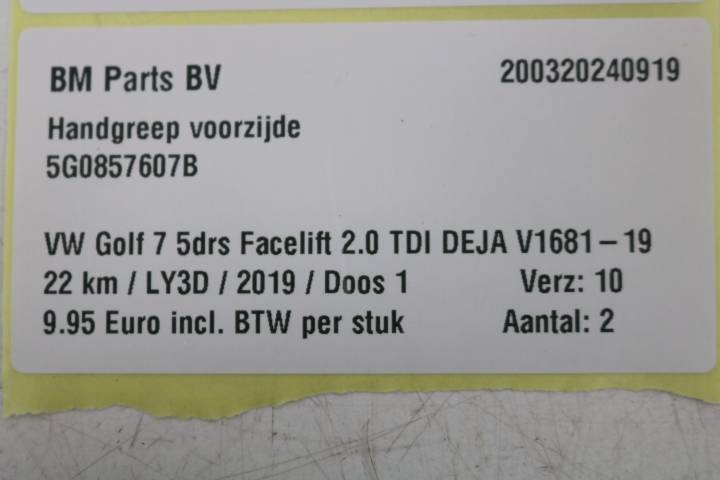 BM Parts BV 200320240919
Handgreep voorzijde
5G0857607B
VW Golf 7 5drs Facelift 2.0 TDI DEJA V1681-19
22 km / LY3D / 2019 / Doos 1 Verz: 10
9.95 Euro incl. BTW per stuk Aantal: 2